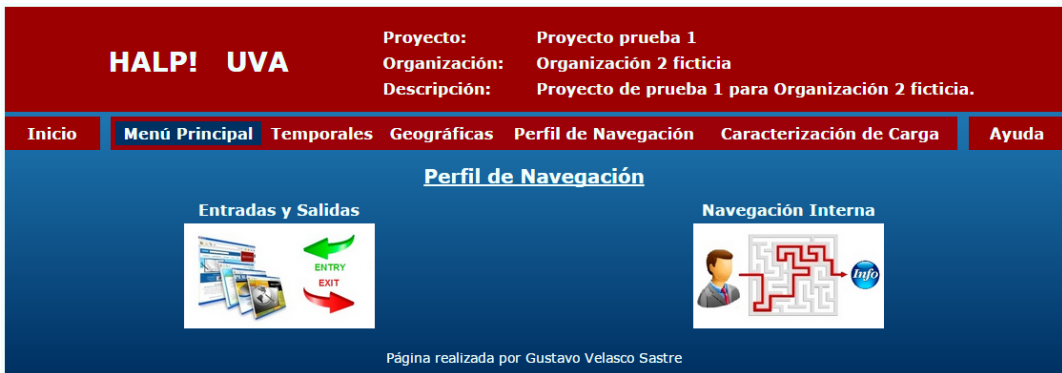 HALP! UVA
Proyecto: Proyecto prueba 1
Organización: Organización 2 ficticia
Descripción: Proyecto de prueba 1 para Organización 2 ficticia.
Inicio Menú Principal Temporales Geográficas Perfil de Navegación Caracterización de Carga Ayuda
Perfil de Navegación
Entradas y Salidas
ENTRY
EXIT
Navegación Interna
Info
Página realizada por Gustavo Velasco Sastre